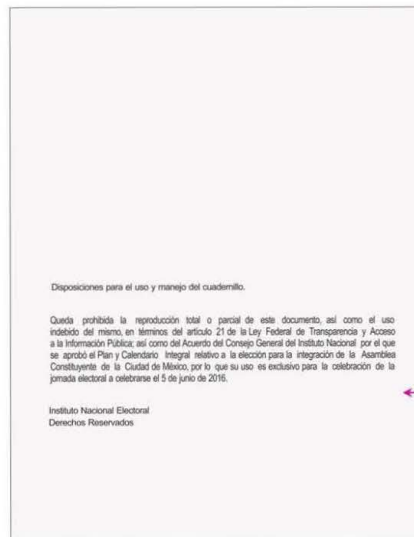 Disposiciones para el uso y manejo del cuadernillo.
Queda prohibida la reproducción total o parcial de este documento, así como el uso
indebido del mismo, en términos del artículo 21 de la Ley Federal de Transparencia y Acceso
a la Información Pública; así como del Acuerdo del Consejo General del Instituto Nacional por el que
se aprobó el Plan y Calendario Integral relativo a la elección para la integración de la Asamblea
Constituyente de la Ciudad de México, por lo que su uso es exclusivo para la celebración de la
jornada electoral a celebrarse el 5 de junio de 2016.
Instituto Nacional Electoral
Derechos Reservados